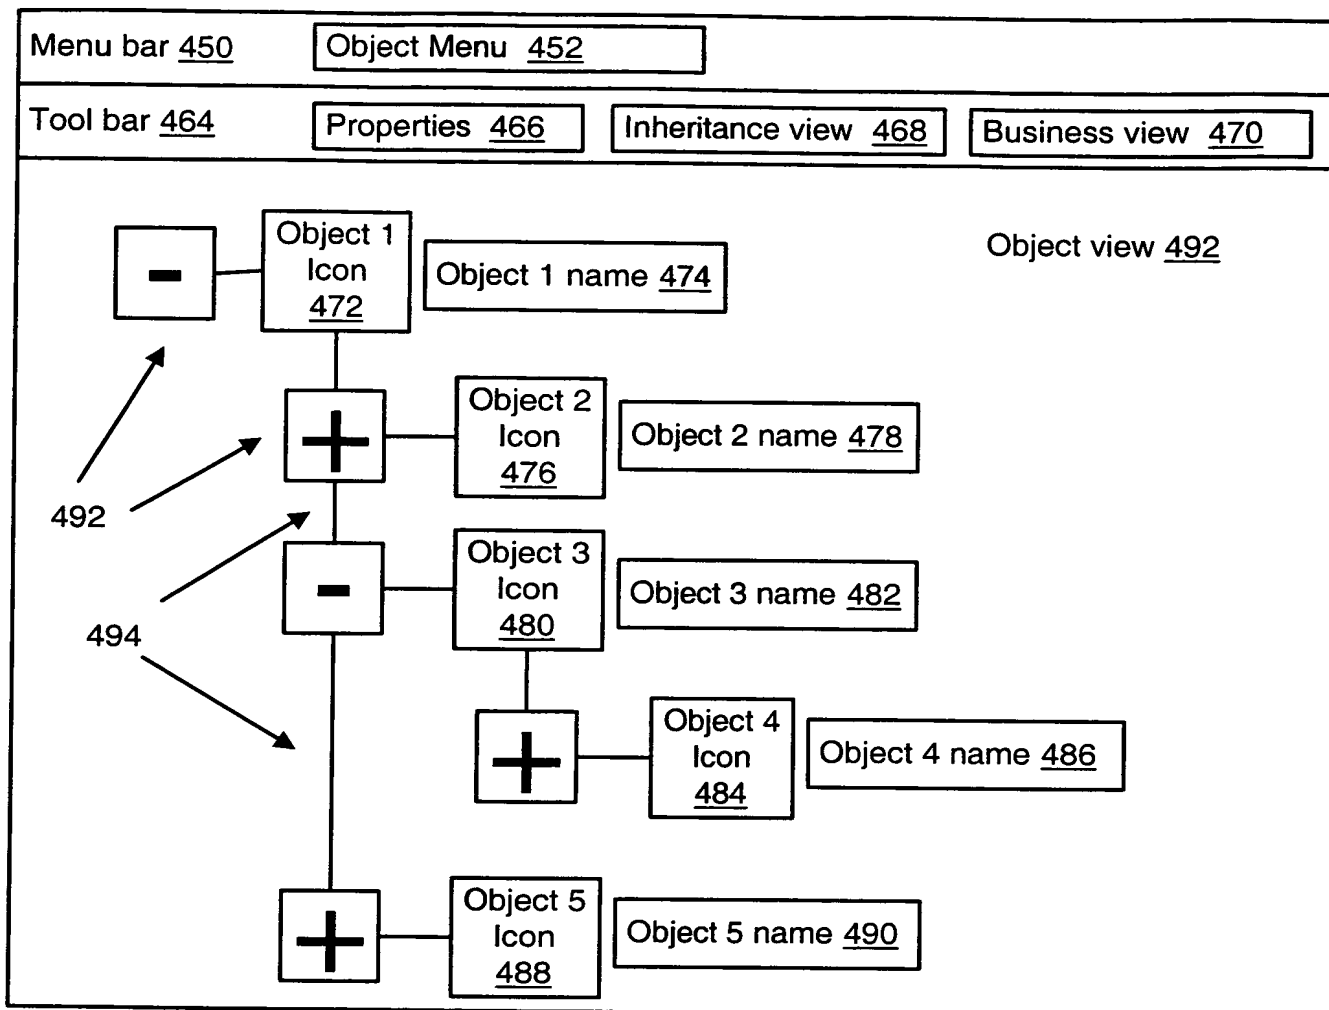 Menu bar 450
Object Menu 452
Tool bar 464
Properties 466
Inheritance view 468
Business view 470
Object 1
Icon
472
Object 1 name 474
Object view 492
Object 2
Icon
476
Object 2 name 478
492
Object 3
Icon
480
Object 3 name 482
494
Object 4
Icon
484
Object 4 name 486
Object 5
Icon
488
Object 5 name 490